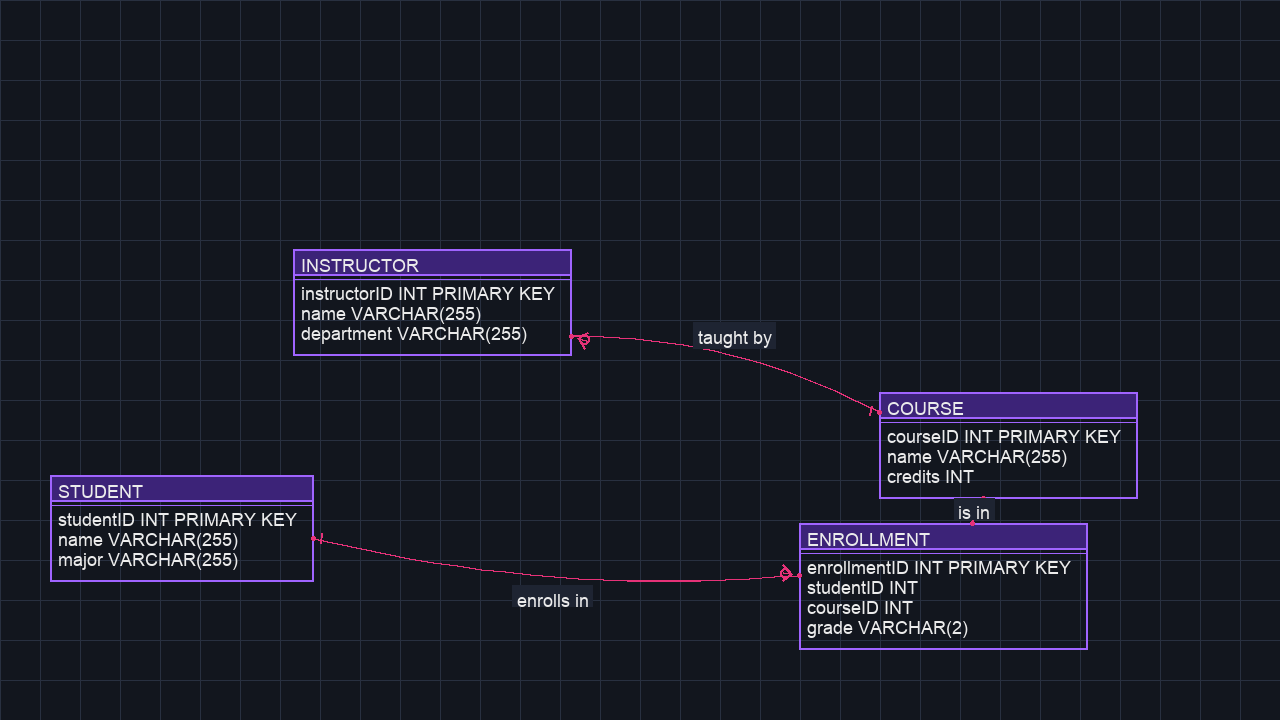 INSTRUCTOR
instructorID INT PRIMARY KEY
name VARCHAR(255)
department VARCHAR(255)
taught by
COURSE
courseID INT PRIMARY KEY
name VARCHAR(255)
credits INT
STUDENT
studentID INT PRIMARY KEY
name VARCHAR(255)
major VARCHAR(255)
enrolls in
is in
ENROLLMENT
enrollmentID INT PRIMARY KEY
studentID INT
courseID INT
grade VARCHAR(2)